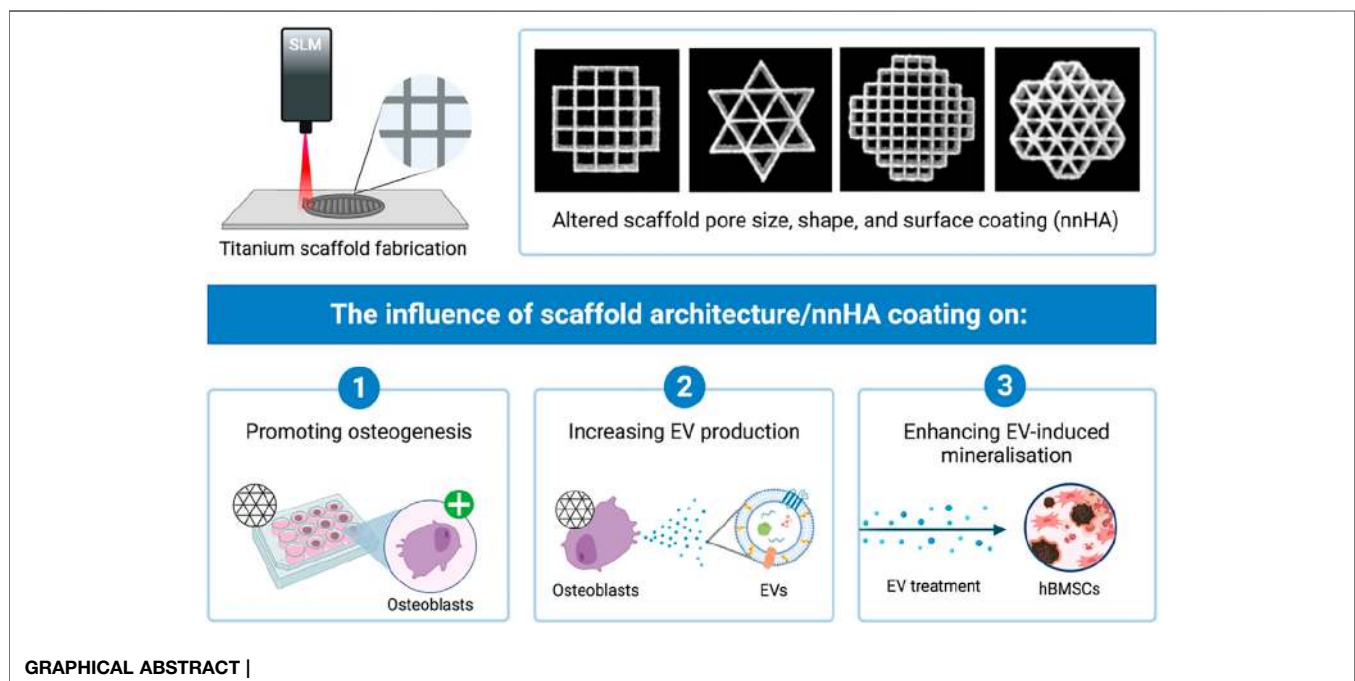 SLM
Titanium scaffold fabrication
Altered scaffold pore size, shape, and surface coating (nnHA)
The influence of scaffold architecture/nnHA coating on:
1
Promoting osteogenesis
Osteoblasts
2
Increasing EV production
Osteoblasts
EVs
3
Enhancing EV-induced
mineralisation
EV treatment
hBMSCs
GRAPHICAL ABSTRACT |